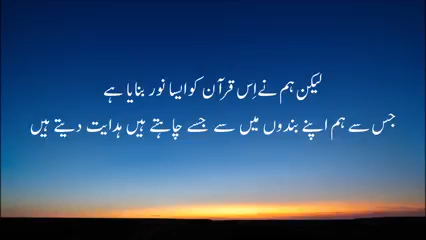 لیکن ہم نے اِس قرآن کو ایسا نور بنایا ہے
جس سے ہم اپنے بندوں میں سے جسے چاہتے ہیں ہدایت دیتے ہیں